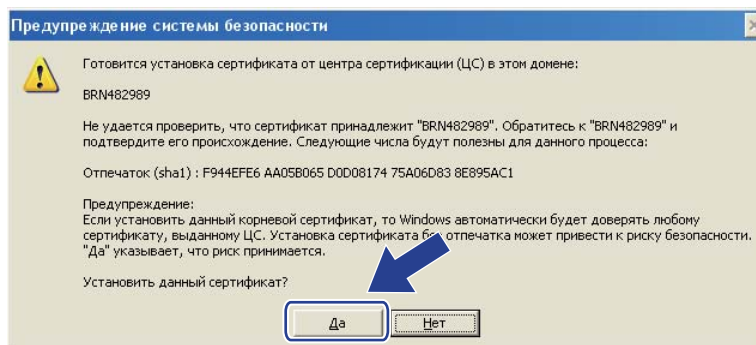 Предупреждение системы безопасности
Готовится установка сертификата от центра сертификации (ЦС) в этом домене:
BRN482989
Не удается проверить, что сертификат принадлежит "BRN482989". Обратитесь к "BRN482989" и
подтвердите его происхождение. Следующие числа будут полезны для данного процесса:
Отпечаток (sha1) : F944EFE6 AA05B065 D0D08174 75A06D83 8E895AC1
Предупреждение:
Если установить данный корневой сертификат, то Windows автоматически будет доверять любому
сертификату, выданному ЦС. Установка сертификата без отпечатка может привести к риску безопасности.
"Да" указывает, что риск принимается.
Установить данный сертификат?
Да Нет